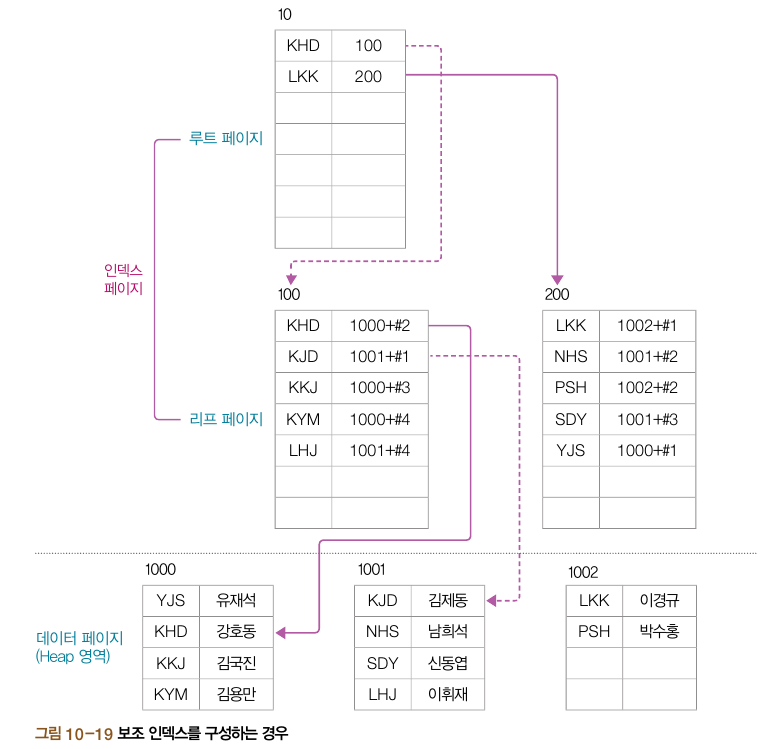 10
KHD 100
LKK 200
루트 페이지
인덱스
페이지
리프 페이지
100
KHD 1000+#2
KJD 1001+#1
KKJ 1000+#3
KYM 1000+#4
LHJ 1001+#4
200
LKK 1002+#1
NHS 1001+#2
PSH 1002+#2
SDY 1001+#3
YJS 1000+#1
데이터 페이지
(Heap 영역)
1000
YJS 유재석
KHD 강호동
KKJ 김국진
KYM 김용만
1001
KJD 김제동
NHS 남희석
SDY 신동엽
LHJ 이휘재
1002
LKK 이경규
PSH 박수홍
그림 10-19 보조 인덱스를 구성하는 경우